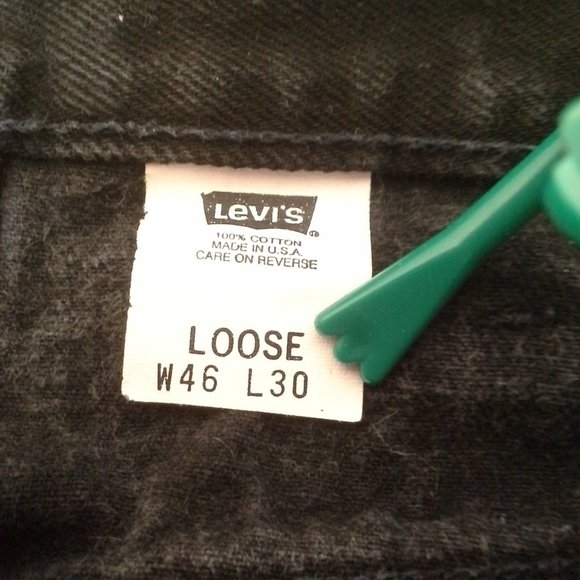 Levi's®
100% COTTON
MADE IN U.S.A.
CARE ON REVERSE
LOOSE
W46 L30